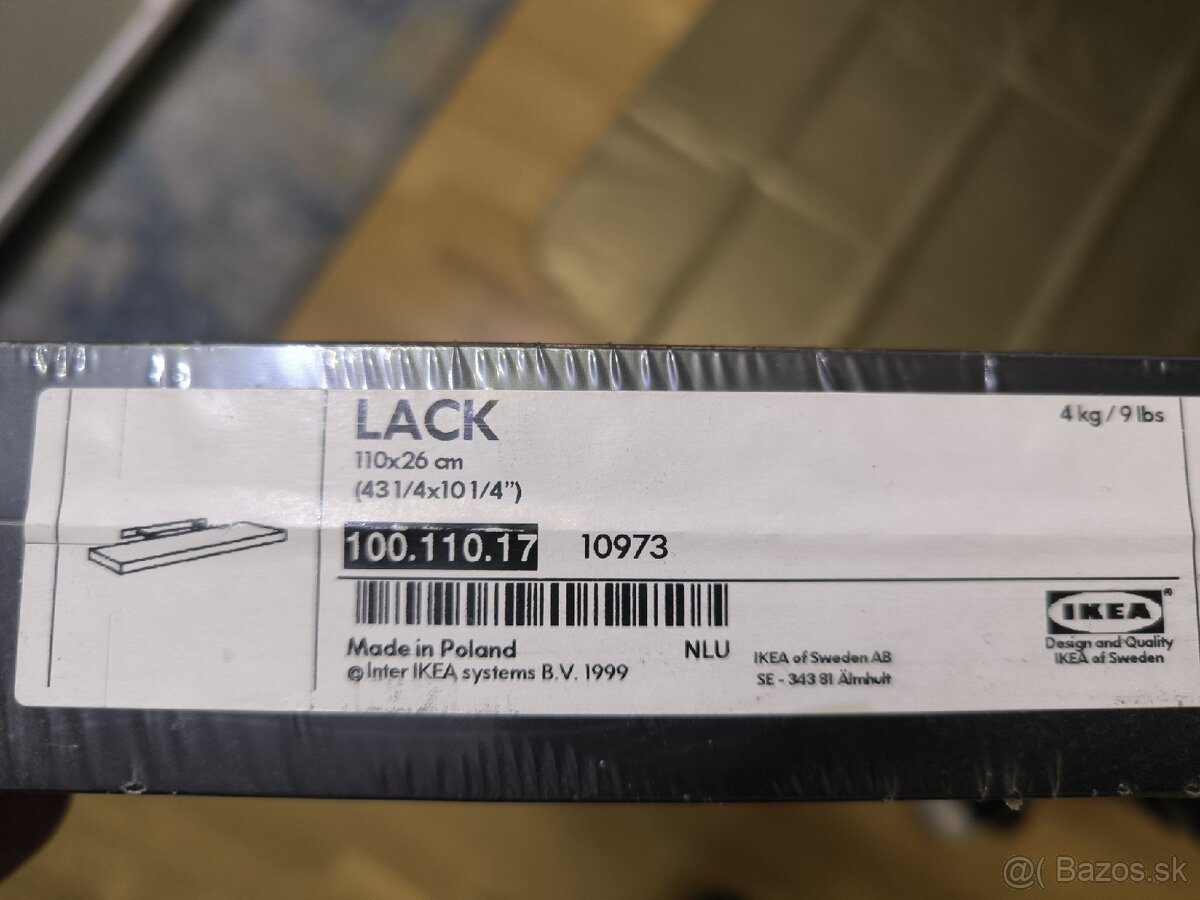 LACK
4 kg / 9 lbs
110x26 cm
(43 1/4x10 1/4")
100.110.17 10973
IKEA®
Design and Quality
IKEA of Sweden
Made in Poland NLU
© Inter IKEA systems B.V. 1999
IKEA of Sweden AB
SE - 343 81 Älmhult
@( Bazos.sk